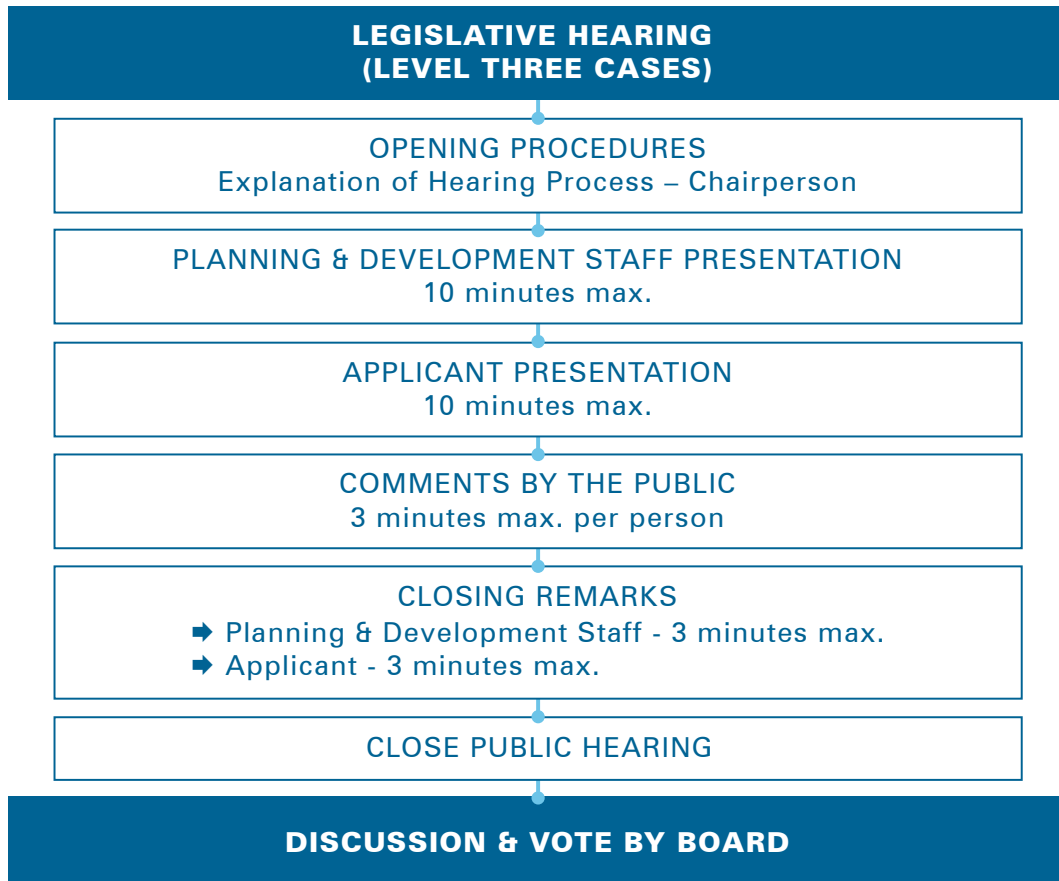 LEGISLATIVE HEARING
(LEVEL THREE CASES)
OPENING PROCEDURES
Explanation of Hearing Process – Chairperson
PLANNING & DEVELOPMENT STAFF PRESENTATION
10 minutes max.
APPLICANT PRESENTATION
10 minutes max.
COMMENTS BY THE PUBLIC
3 minutes max. per person
CLOSING REMARKS
➡ Planning & Development Staff - 3 minutes max.
➡ Applicant - 3 minutes max.
CLOSE PUBLIC HEARING
DISCUSSION & VOTE BY BOARD